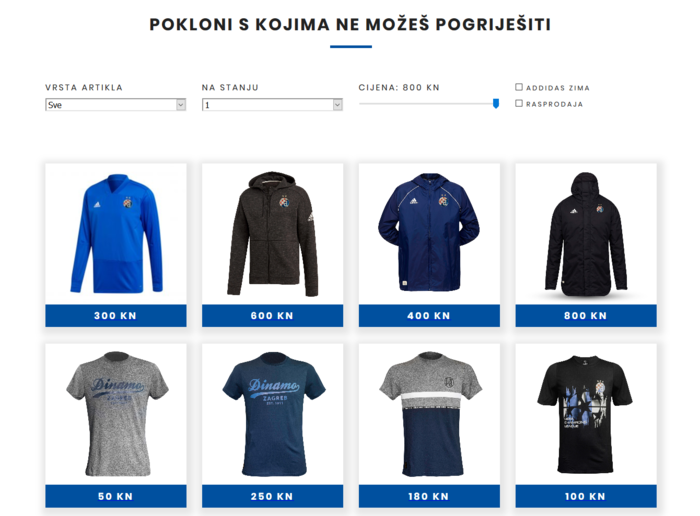 POKLONI S KOJIMA NE MOŽEŠ POGRIJEŠITI
VRSTA ARTIKLA
Sve
NA STANJU
1
CIJENA: 800 KN
ADDIDAS ZIMA
RASPRODAJA
300 KN
600 KN
400 KN
800 KN
Dinamo
ZAGREB
Dinamo
ZAGREB
50 KN
250 KN
180 KN
100 KN